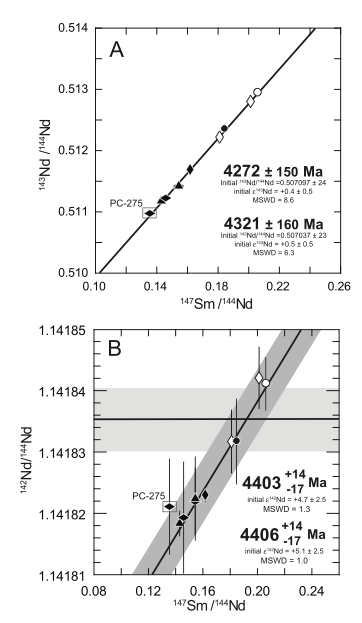 0.514
A
0.513
0.512
0.511
0.510
143Nd /144Nd
PC-275
4272 ± 150 Ma
Initial 143Nd/144Nd =0.507097 ± 24
initial ε143Nd = +0.4 ± 0.5
MSWD = 8.6
4321 ± 160 Ma
Initial 143Nd/144Nd =0.507037 ± 23
initial ε143Nd = +0.5 ± 0.5
MSWD = 6.3
0.10 0.14 0.18 0.22 0.26
147Sm /144Nd
1.14185
B
1.14184
1.14183
1.14182
1.14181
142Nd/144Nd
PC-275
4403 +14 -17 Ma
initial ε142Nd = +4.7 ± 2.5
MSWD = 1.3
4406 +14 -17 Ma
initial ε142Nd = +5.1 ± 2.5
MSWD = 1.0
0.08 0.12 0.16 0.20 0.24
147Sm /144Nd